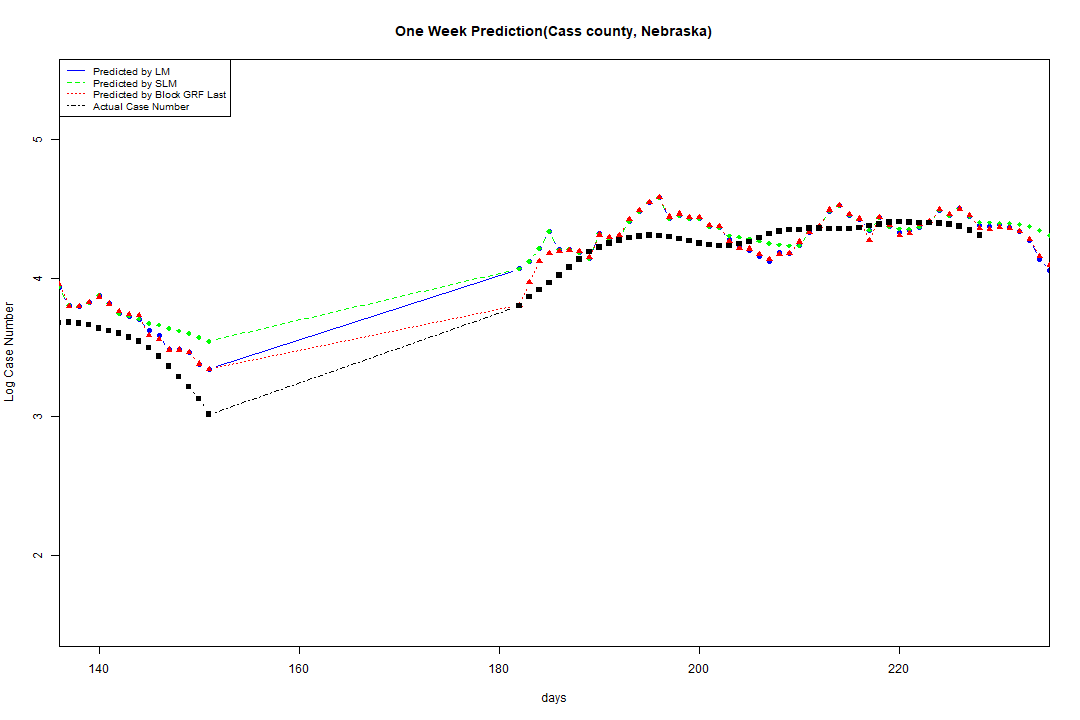 One Week Prediction(Cass county, Nebraska)
Predicted by LM
Predicted by SLM
Predicted by Block GRF Last
Actual Case Number
5
4
3
2
Log Case Number
140 160 180 200 220
days